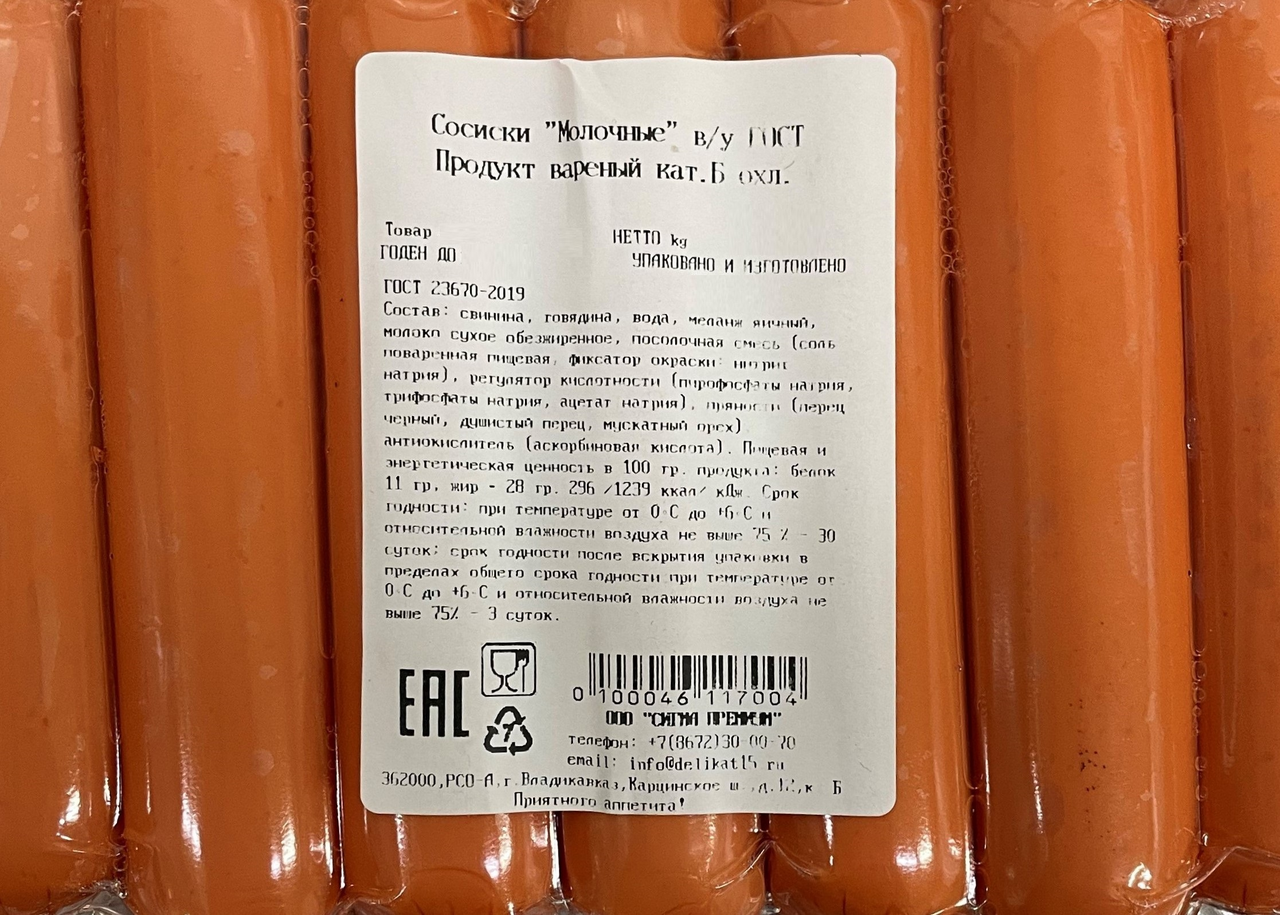 Сосиски "Молочные" в/у ГОСТ
Продукт вареный кат.Б охл.
Товар
НЕТТО kg
ГОДЕН ДО
УПАКОВАНО И ИЗГОТОВЛЕНО
ГОСТ 23670-2019
Состав: свинина, говядина, вода, меланж яичный,
молоко сухое обезжиренное, посолочная смесь (соль
поваренная пищевая, фиксатор окраски: нитрит
натрия), регулятор кислотности (пирофосфаты натрия,
трифосфаты натрия, ацетат натрия), пряности (перец
черный, душистый перец, мускатный орех)
антиокислитель (аскорбиновая кислота). Пищевая и
энергетическая ценность в 100 гр. продукта: белок
11 гр, жир - 28 гр. 296 /1239 ккал/ кДж. Срок
годности: при температуре от 0°С до +6°С и
относительной влажности воздуха не выше 75 % - 30
суток; срок годности после вскрытия упаковки в
пределах общего срока годности при температуре от
0°С до +6°С и относительной влажности воздуха не
выше 75% - 3 суток.
EAC
7
0 100046 117004
ООО "СИГМА ПРЕМИУМ"
телефон: +7(8672)30-00-70
email: info@delikat15.ru
362000,РСО-А,г.Владикавказ,Карцинское ш.,д.12,к Б
Приятного аппетита!